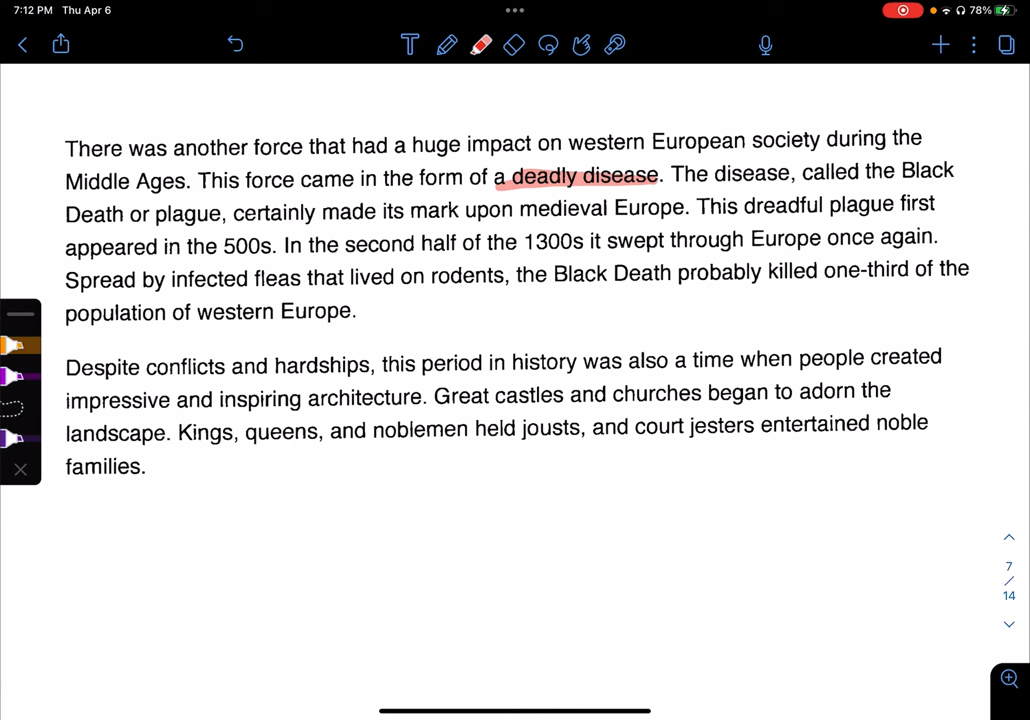 7:12 PM Thu Apr 6
78%
There was another force that had a huge impact on western European society during the
Middle Ages. This force came in the form of a deadly disease. The disease, called the Black
Death or plague, certainly made its mark upon medieval Europe. This dreadful plague first
appeared in the 500s. In the second half of the 1300s it swept through Europe once again.
Spread by infected fleas that lived on rodents, the Black Death probably killed one-third of the
population of western Europe.
Despite conflicts and hardships, this period in history was also a time when people created
impressive and inspiring architecture. Great castles and churches began to adorn the
landscape. Kings, queens, and noblemen held jousts, and court jesters entertained noble
families.
7
/
14